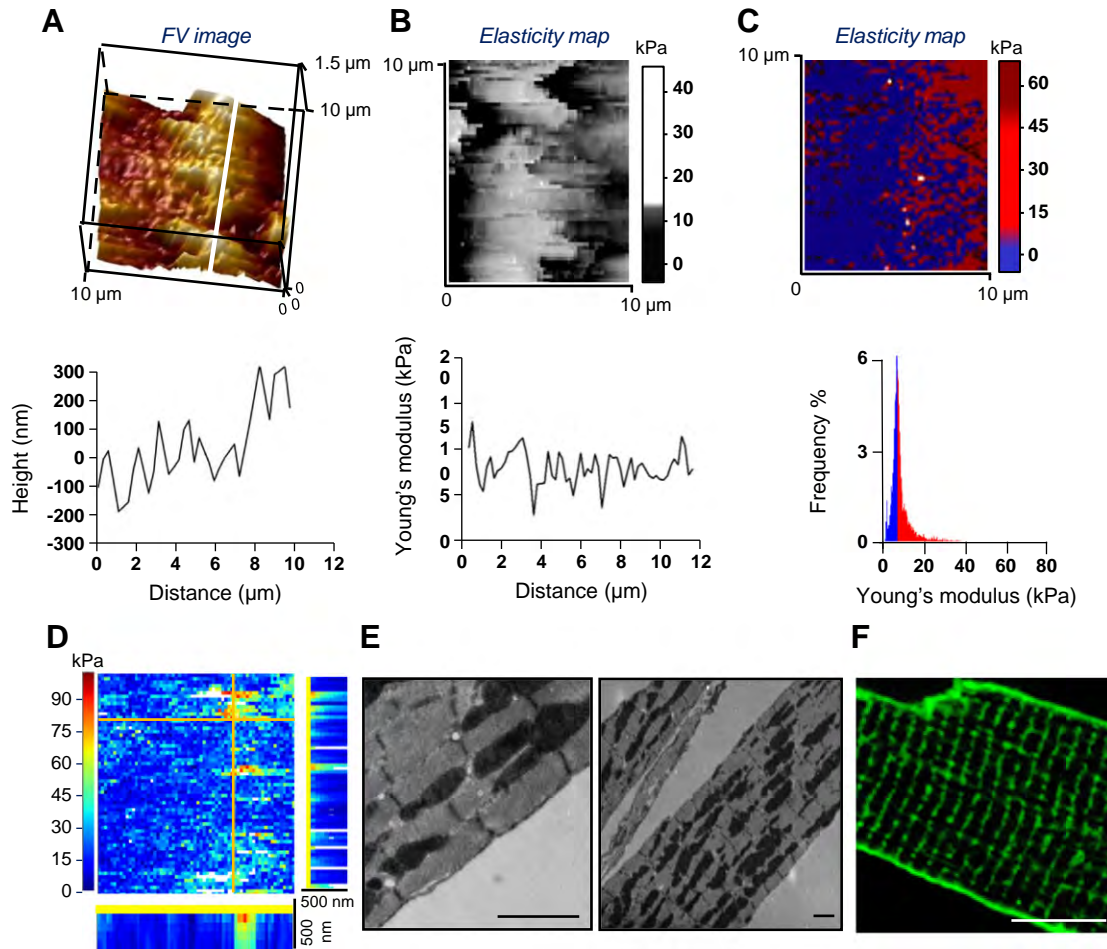 A
FV image
1.5 µm
10 µm
10 µm
0
0
0
B
Elasticity map
kPa
10 µm
40
30
20
10
0
0
10 µm
C
Elasticity map
kPa
10 µm
60
45
30
15
0
0
10 µm
Height (nm)
300
200
100
0
-100
-200
-300
0
2
4
6
8
10
12
Distance (µm)
Young's modulus (kPa)
2
0
1
5
1
0
5
0
0
2
4
6
8
10
12
Distance (µm)
Frequency %
6
3
0
0
20
40
60
80
Young's modulus (kPa)
D
kPa
90
75
60
45
30
15
0
500 nm
500
nm
E
F